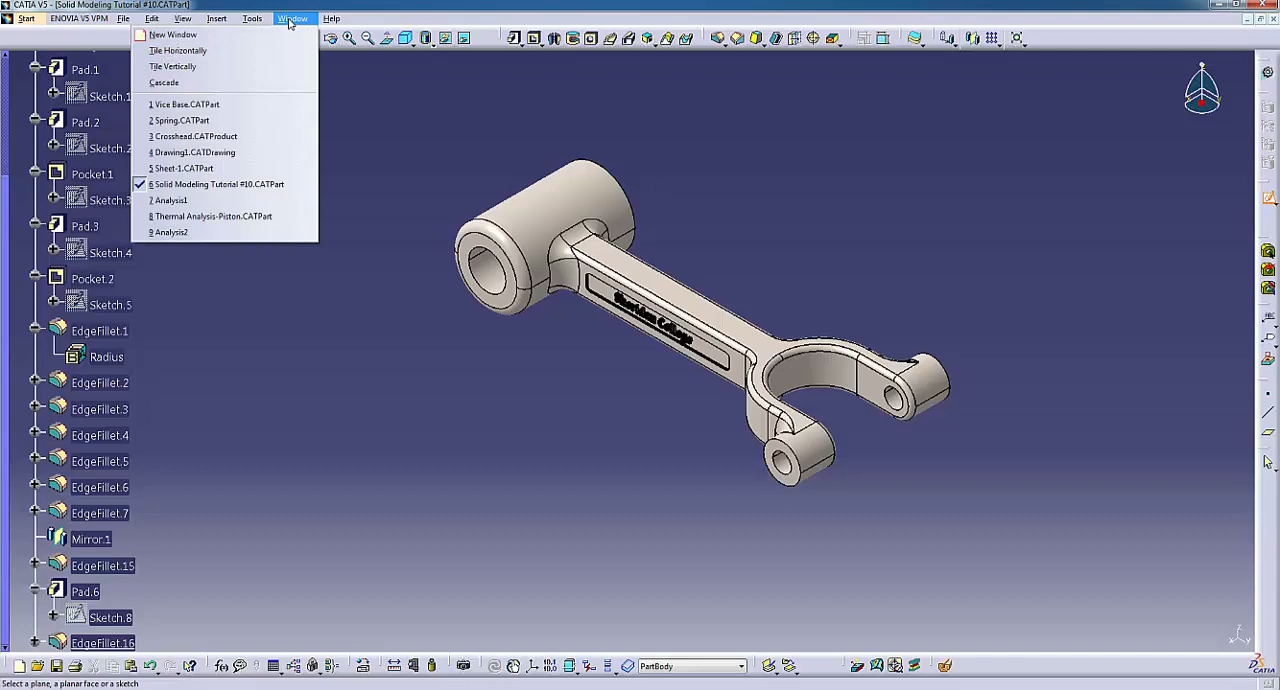 CATIA V5 - [Solid Modeling Tutorial #10.CATPart]
Start ENOVIA V5 VPM File Edit View Insert Tools Window Help
New Window
Tile Horizontally
Tile Vertically
Cascade
1 Vice Base.CATPart
2 Spring.CATPart
3 Crosshead.CATProduct
4 Drawing1.CATDrawing
5 Sheet-1.CATPart
6 Solid Modeling Tutorial #10.CATPart
7 Analysis1
8 Thermal Analysis-Piston.CATPart
9 Analysis2
Pad.1
Sketch.1
Pad.2
Sketch.2
Pocket.1
Sketch.3
Pad.3
Sketch.4
Pocket.2
Sketch.5
EdgeFillet.1
Radius
EdgeFillet.2
EdgeFillet.3
EdgeFillet.4
EdgeFillet.5
EdgeFillet.6
EdgeFillet.7
Mirror.1
EdgeFillet.15
Pad.6
Sketch.8
EdgeFillet.16
Sheridan College
PartBody
Select a plane, a planar face or a sketch